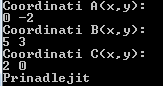 Coordinati A(x,y):
0 -2
Coordinati B(x,y):
5 3
Coordinati C(x,y):
2 0
Prinadlejit